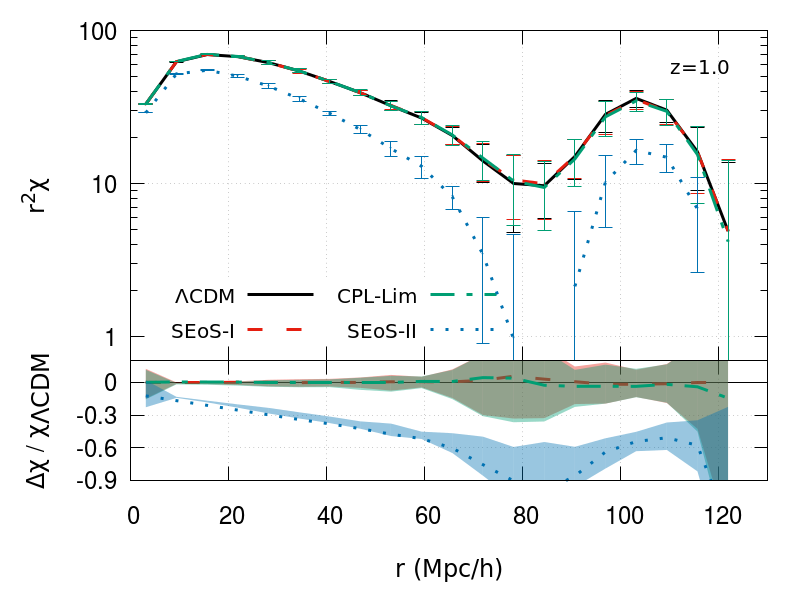 100
10
1
r²χ
z=1.0
ΛCDM
CPL-Lim
SEoS-I
SEoS-II
0
-0.3
-0.6
-0.9
Δχ / χΛCDM
0 20 40 60 80 100 120
r (Mpc/h)